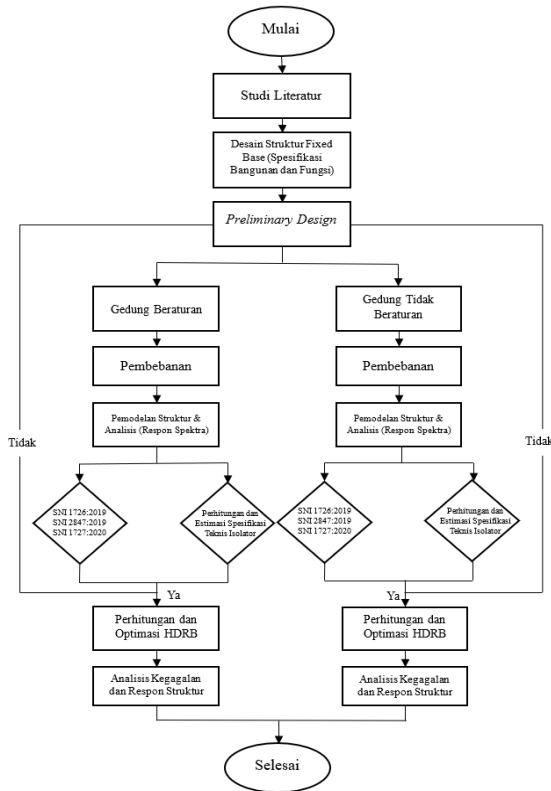 Mulai
Studi Literatur
Desain Struktur Fixed
Base (Spesifikasi
Bangunan dan Fungsi)
Preliminary Design
Gedung Beraturan
Pembebanan
Pemodelan Struktur &
Analisis (Respon Spektra)
Tidak
SNI 1726:2019
SNI 2847:2019
SNI 1727:2020
Perhitungan dan
Estimasi Spesifikasi
Teknis Isolator
Ya
Perhitungan dan
Optimasi HDRB
Analisis Kegagalan
dan Respon Struktur
Gedung Tidak
Beraturan
Pembebanan
Pemodelan Struktur &
Analisis (Respon Spektra)
Tidak
SNI 1726:2019
SNI 2847:2019
SNI 1727:2020
Perhitungan dan
Estimasi Spesifikasi
Teknis Isolator
Ya
Perhitungan dan
Optimasi HDRB
Analisis Kegagalan
dan Respon Struktur
Selesai